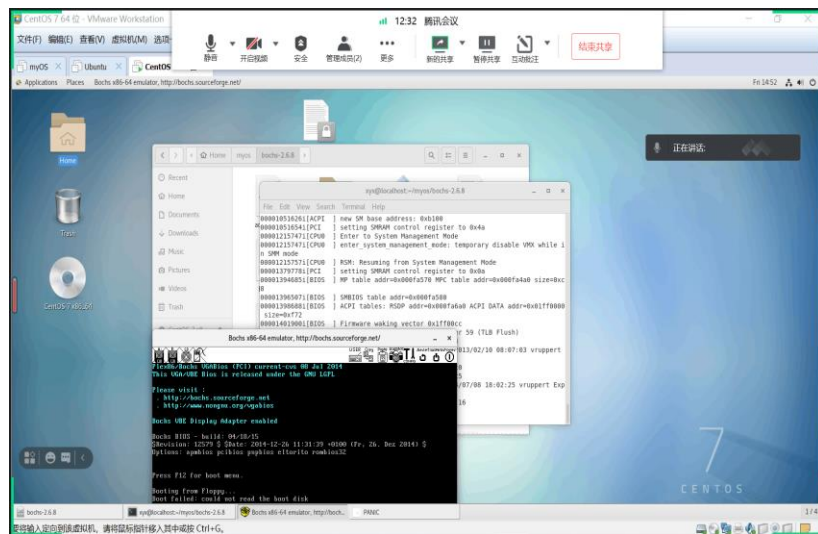 CentOS 7 64 位 - VMware Workstation
12:32 腾讯会议
文件(F) 编辑(E) 查看(V) 虚拟机(M) 选项
静音
开启视频
安全
管理成员(2)
更多
新的共享
暂停共享
互动批注
结束共享
myOS
Ubuntu
CentOS
Applications Places Bochs x86-64 emulator, http://bochs.sourceforge.net/
Fri 14:52
正在讲话:
Home
Trash
CentOS 7 x86_64
Home myos bochs-2.6.8
Recent
Home
Documents
Downloads
Music
Pictures
Videos
Trash
xyx@localhost:~/myos/bochs-2.6.8
File Edit View Search Terminal Help
00001051626i[ACPI ] new SM base address: 0xb100
00001051654i[PCI ] setting SMRAM control register to 0x4a
00001215747i[CPU0 ] Enter to System Management Mode
00001215747i[CPU0 ] enter_system_management_mode: temporary disable VMX while i
n SMM mode
00001215757i[CPU0 ] RSM: Resuming from System Management Mode
00001379778i[PCI ] setting SMRAM control register to 0x0a
00001394685i[BIOS ] MP table addr=0x000fa570 MPC table addr=0x000fa4a0 size=0xc
8
00001396507i[BIOS ] SMBIOS table addr=0x000fa580
00001398688i[BIOS ] ACPI tables: RSDP addr=0x000fa6a0 ACPI DATA addr=0x01ff0000
size=0xf72
00001401900i[BIOS ] Firmware waking vector 0x1ff00cc
r 59 (TLB Flush)
013/02/10 08:07:03 vruppert
/07/08 18:02:25 vruppert Exp
16
Bochs x86-64 emulator, http://bochs.sourceforge.net/
Plex86/Bochs VGABios (PCI) current-cvs 08 Jul 2014
This VGA/VBE Bios is released under the GNU LGPL
Please visit :
. http://bochs.sourceforge.net
. http://www.nongnu.org/vgabios
Bochs VBE Display Adapter enabled
Bochs BIOS - build: 04/18/15
$Revision: 12579 $ $Date: 2014-12-26 11:31:39 +0100 (Fr, 26. Dez 2014) $
Options: apmbios pcibios pnpbios eltorito rombios32
Press F12 for boot menu.
Booting from Floppy...
Boot failed: could not read the boot disk
7
CENTOS
bochs-2.6.8
xyx@localhost:~/myos/bochs-2.6.8
Bochs x86-64 emulator, http://boch...
PANIC
1/4
要将输入定向到该虚拟机，请将鼠标指针移入其中或按 Ctrl+G。